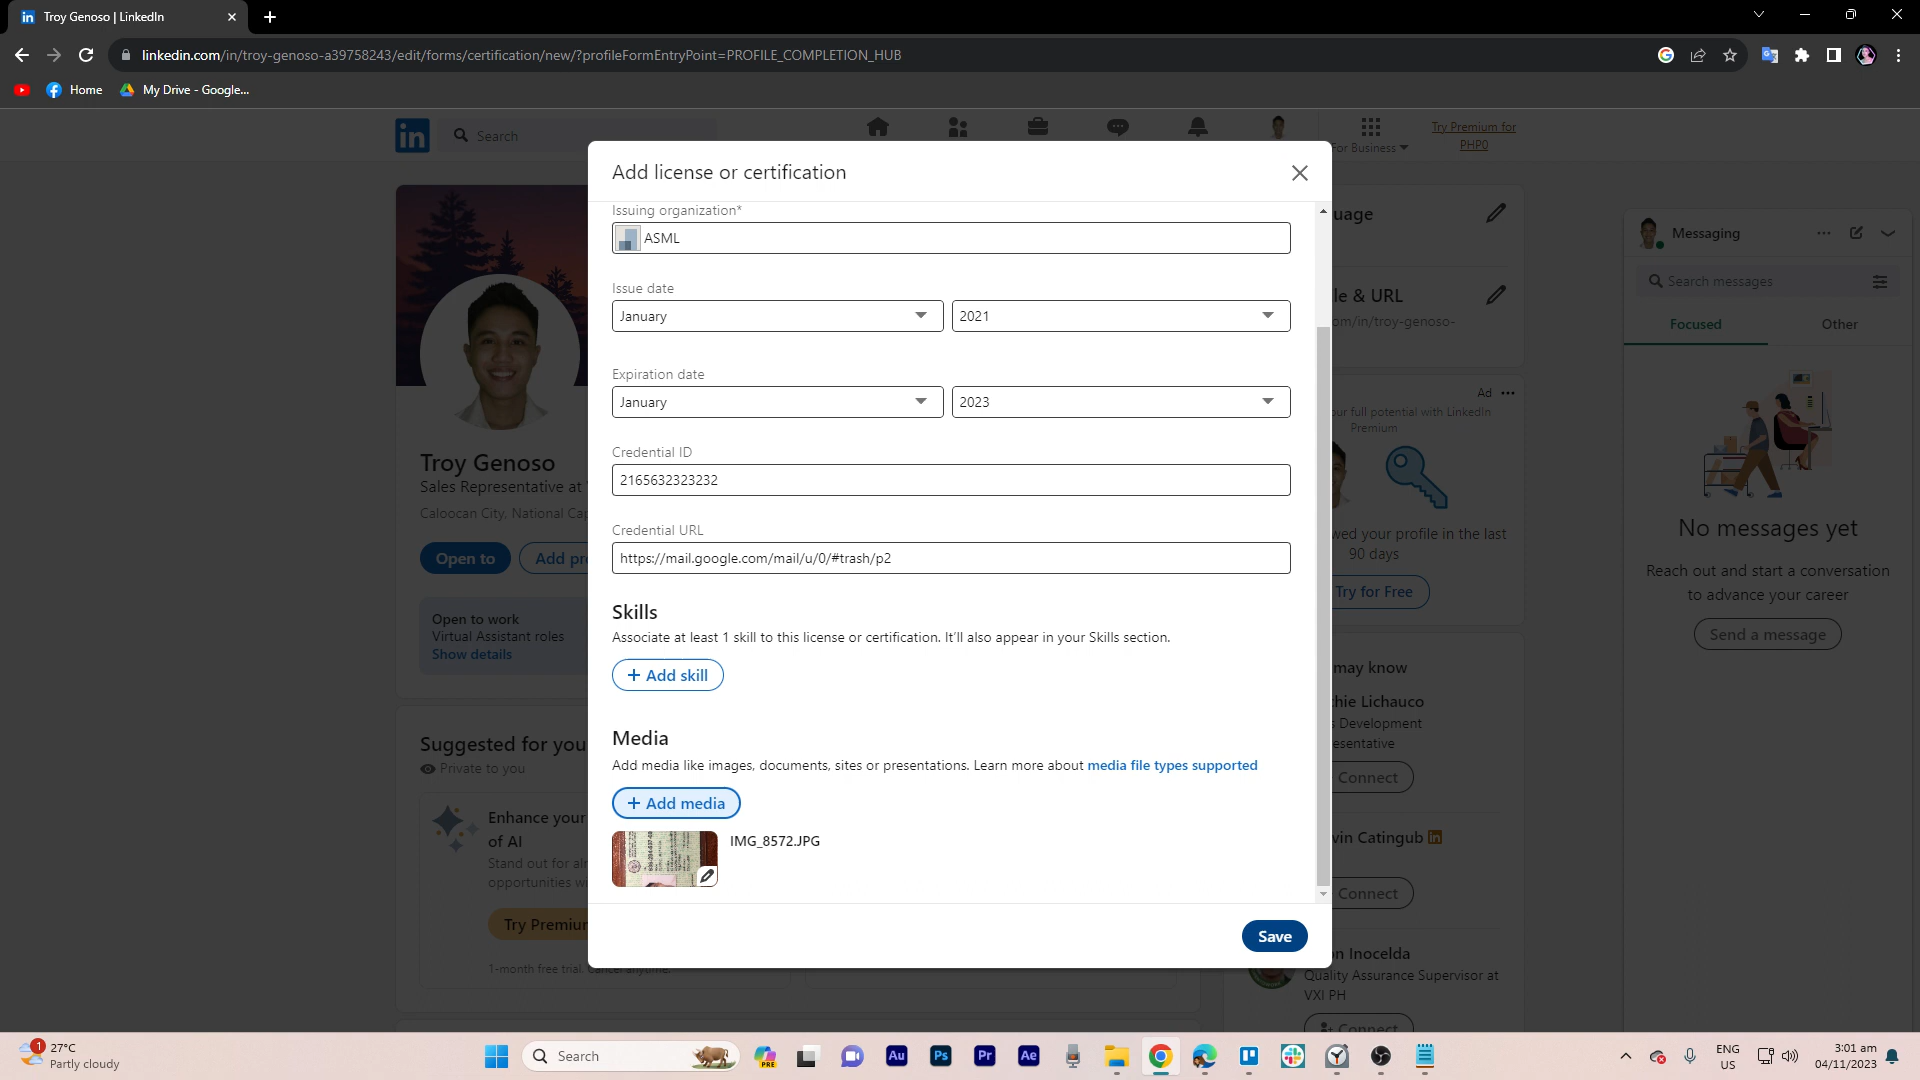 Troy Genoso | LinkedIn
linkedin.com/in/troy-genoso-a39758243/edit/forms/certification/new/?profileFormEntryPoint=PROFILE_COMPLETION_HUB
Home
My Drive - Google...
in
Search
For Business
Try Premium for
PHP0
Add license or certification
Issuing organization*
ASML
Issue date
January
2021
Expiration date
January
2023
Credential ID
2165632323232
Credential URL
https://mail.google.com/mail/u/0/#trash/p2
Skills
Associate at least 1 skill to this license or certification. It'll also appear in your Skills section.
+ Add skill
Media
Add media like images, documents, sites or presentations. Learn more about media file types supported
+ Add media
IMG_8572.JPG
Save
Troy Genoso
Sales Representative at
Caloocan City, National Cap
Open to
Add pr
Open to work
Virtual Assistant roles
Show details
Suggested for you
Private to you
Enhance your
of AI
Stand out for
opportunities
Try Premiu
1-month free trial. Cancel anytime.
uage
le & URL
om/in/troy-genoso-
Ad
ur full potential with LinkedIn
Premium
wed your profile in the last
90 days
Try for Free
may know
hie Lichauco
Development
esentative
Connect
vin Catingub
Connect
n Inocelda
Quality Assurance Supervisor at
VXI PH
Connect
Messaging
Search messages
Focused
Other
No messages yet
Reach out and start a conversation
to advance your career
Send a message
1
27°C
Partly cloudy
Search
PRE
Au
Ps
Pr
Ae
ENG
US
3:01 am
04/11/2023